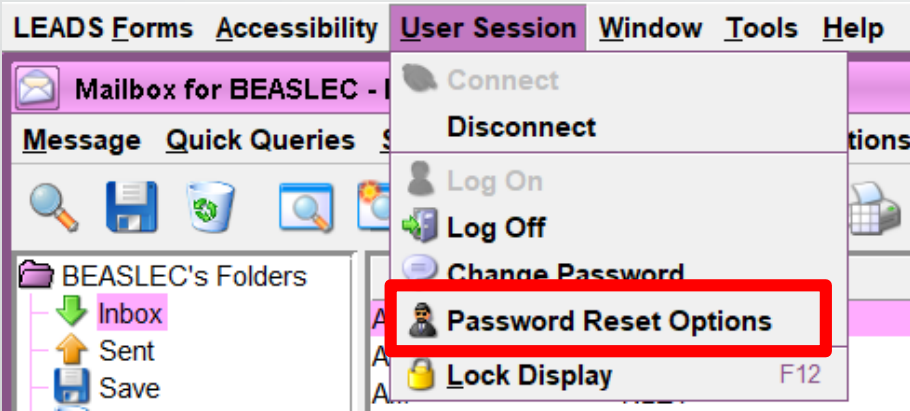 LEADS Forms Accessibility User Session Window Tools Help
Mailbox for BEASLEC -
Message Quick Queries
Connect
Disconnect
Log On
Log Off
Change Password
Password Reset Options
Lock Display F12
BEASLEC's Folders
Inbox
Sent
Save